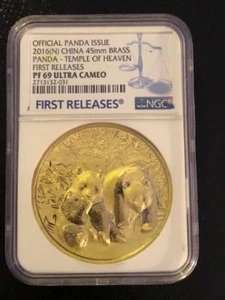 OFFICIAL PANDA ISSUE
2016(N) CHINA 45mm BRASS
PANDA - TEMPLE OF HEAVEN
FIRST RELEASES
PF 69 ULTRA CAMEO
2713132-031
FIRST RELEASES®
NGC